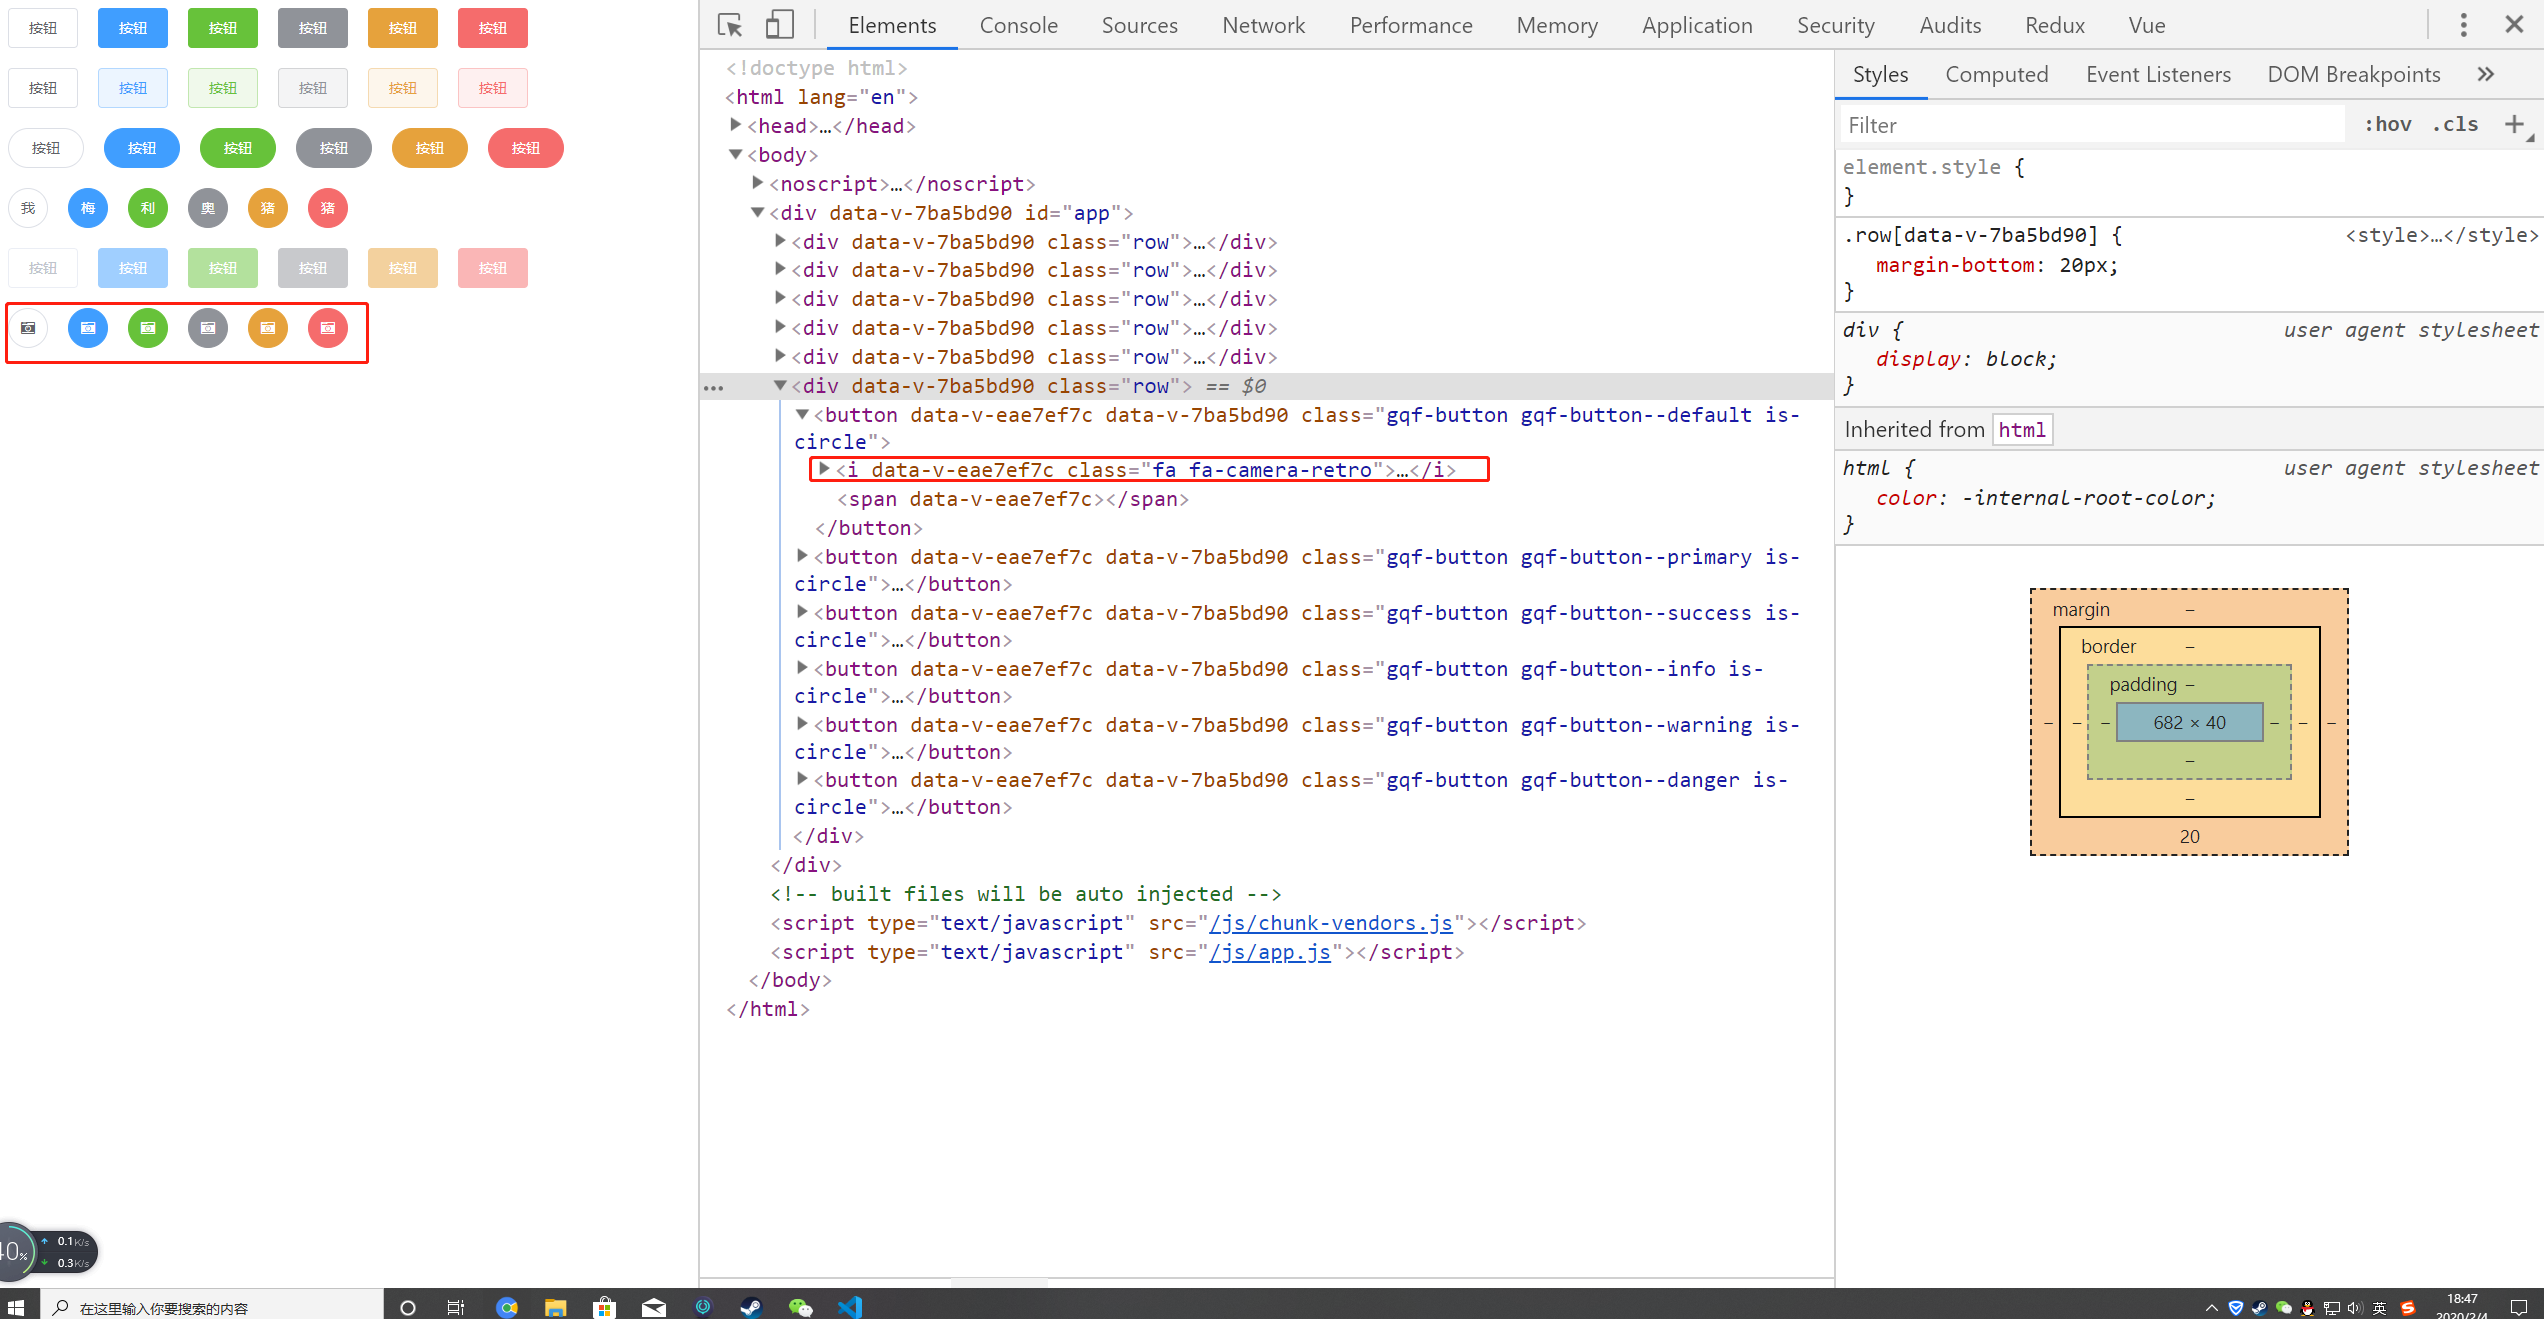 按钮 按钮 按钮 按钮 按钮 按钮
按钮 按钮 按钮 按钮 按钮 按钮
按钮 按钮 按钮 按钮 按钮 按钮
我 梅 利 奥 猪 猪
按钮 按钮 按钮 按钮 按钮 按钮
Elements Console Sources Network Performance Memory Application Security Audits Redux Vue
<!doctype html>
<html lang="en">
<head>…</head>
<body>
<noscript>…</noscript>
<div data-v-7ba5bd90 id="app">
<div data-v-7ba5bd90 class="row">…</div>
<div data-v-7ba5bd90 class="row">…</div>
<div data-v-7ba5bd90 class="row">…</div>
<div data-v-7ba5bd90 class="row">…</div>
<div data-v-7ba5bd90 class="row">…</div>
<div data-v-7ba5bd90 class="row"> == $0
<button data-v-eae7ef7c data-v-7ba5bd90 class="gqf-button gqf-button--default is-
circle">
<i data-v-eae7ef7c class="fa fa-camera-retro">…</i>
<span data-v-eae7ef7c></span>
</button>
<button data-v-eae7ef7c data-v-7ba5bd90 class="gqf-button gqf-button--primary is-
circle">…</button>
<button data-v-eae7ef7c data-v-7ba5bd90 class="gqf-button gqf-button--success is-
circle">…</button>
<button data-v-eae7ef7c data-v-7ba5bd90 class="gqf-button gqf-button--info is-
circle">…</button>
<button data-v-eae7ef7c data-v-7ba5bd90 class="gqf-button gqf-button--warning is-
circle">…</button>
<button data-v-eae7ef7c data-v-7ba5bd90 class="gqf-button gqf-button--danger is-
circle">…</button>
</div>
</div>
<!-- built files will be auto injected -->
<script type="text/javascript" src="/js/chunk-vendors.js"></script>
<script type="text/javascript" src="/js/app.js"></script>
</body>
</html>
Styles Computed Event Listeners DOM Breakpoints »
Filter :hov .cls +
element.style {
}
.row[data-v-7ba5bd90] { <style>…</style>
margin-bottom: 20px;
}
div { user agent stylesheet
display: block;
}
Inherited from html
html { user agent stylesheet
color: -internal-root-color;
}
margin –
border –
padding –
– – – 682 × 40 – – –
–
–
20
40%
0.1K/s
0.3K/s
在这里输入你要搜索的内容
英
18:47
2020/2/4